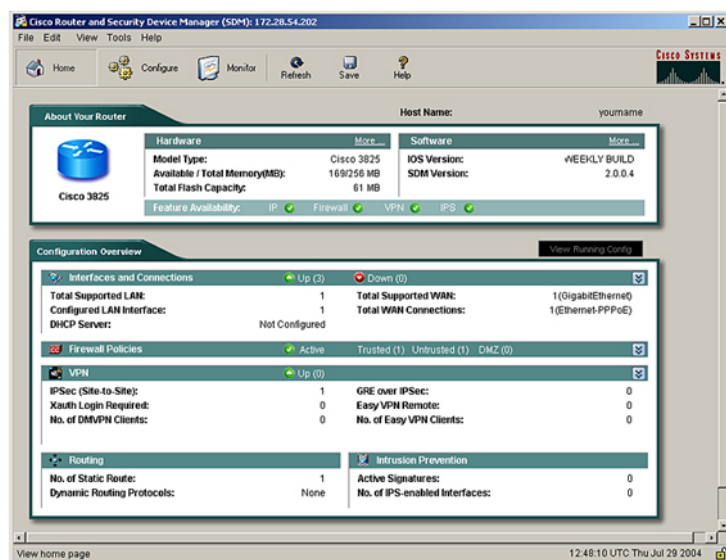 Cisco Router and Security Device Manager (SDM): 172.28.54.202
File Edit View Tools Help
Home Configure Monitor Refresh Save Help
CISCO SYSTEMS
About Your Router
Host Name: yourname
Cisco 3825
Hardware More...
Model Type: Cisco 3825
Available / Total Memory(MB): 169/256 MB
Total Flash Capacity: 61 MB
Software More...
IOS Version: WEEKLY BUILD
SDM Version: 2.0.0.4
Feature Availability: IP Firewall VPN IPS
Configuration Overview
View Running Config
Interfaces and Connections Up (3) Down (0)
Total Supported LAN: 1 Total Supported WAN: 1(GigabitEthernet)
Configured LAN Interface: 1 Total WAN Connections: 1(Ethernet-PPPoE)
DHCP Server: Not Configured
Firewall Policies Active Trusted (1) Untrusted (1) DMZ (0)
VPN Up (0)
IPSec (Site-to-Site): 1 GRE over IPSec: 0
Xauth Login Required: 0 Easy VPN Remote: 0
No. of DMVPN Clients: 0 No. of Easy VPN Clients: 0
Routing
No. of Static Route: 1
Dynamic Routing Protocols: None
Intrusion Prevention
Active Signatures: 0
No. of IPS-enabled Interfaces: 0
View home page 12:48:10 UTC Thu Jul 29 2004